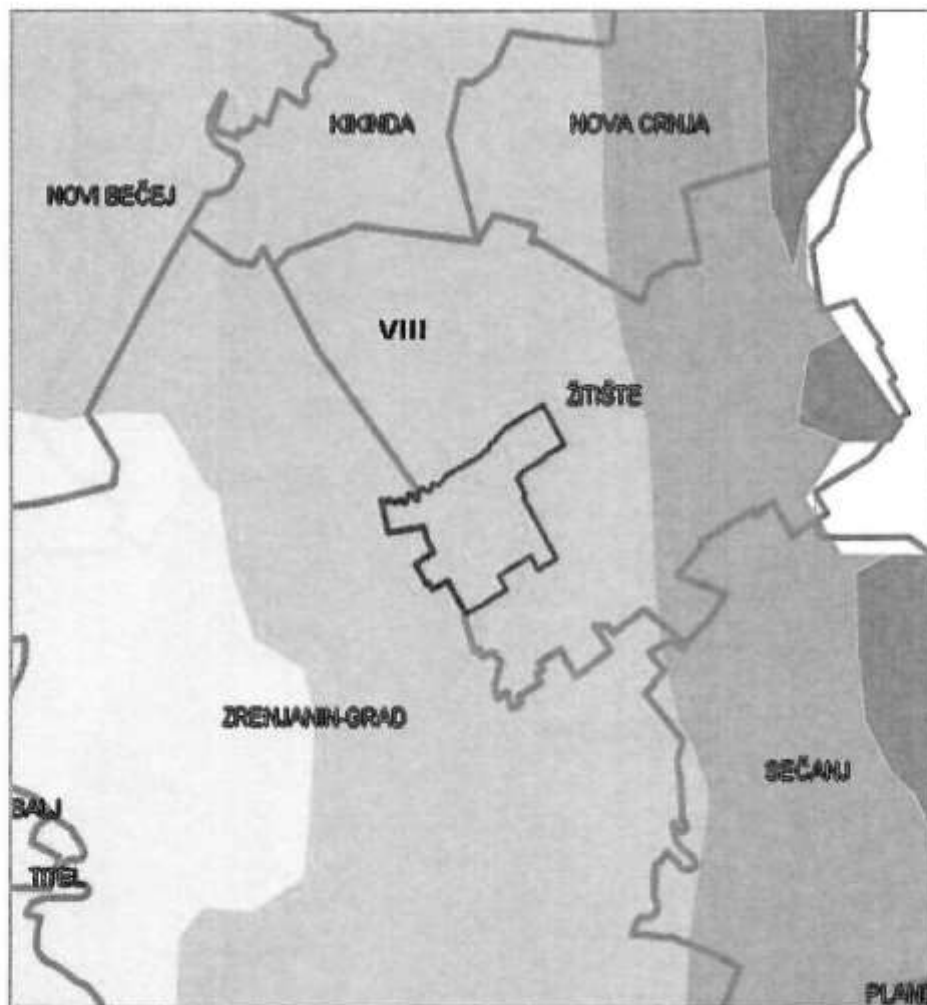 KIKINDA
NOVA CRNJA
NOVI BEČEJ
VIII
ŽITIŠTE
ZRENJANIN-GRAD
SEČANJ
TITEL